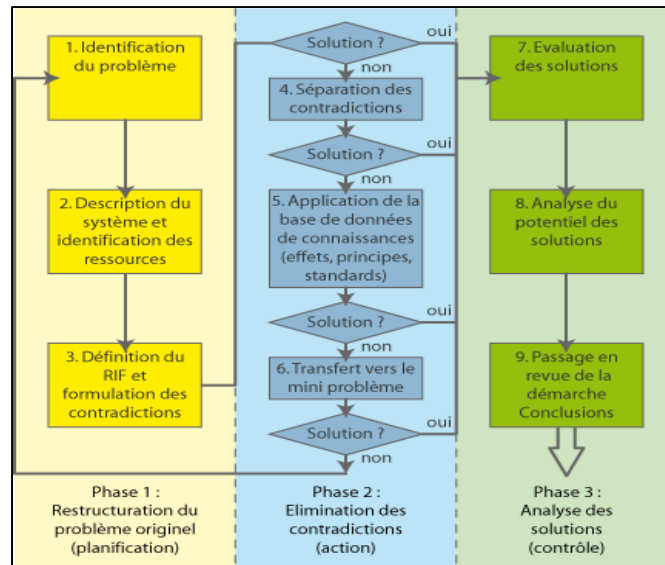 1. Identification
du problème
2. Description du
système et
identification des
ressources
3. Définition du
RIF et
formulation des
contradictions
Phase 1 :
Restructuration du
problème originel
(planification)
Solution ?
oui
non
4. Séparation des
contradictions
Solution ?
oui
non
5. Application de la
base de données
de connaissances
(effets, principes,
standards)
Solution ?
oui
non
6. Transfert vers le
mini problème
Solution ?
oui
non
Phase 2 :
Elimination des
contradictions
(action)
7. Evaluation
des solutions
8. Analyse du
potentiel des
solutions
9. Passage en
revue de la
démarche
Conclusions
Phase 3 :
Analyse des
solutions
(contrôle)